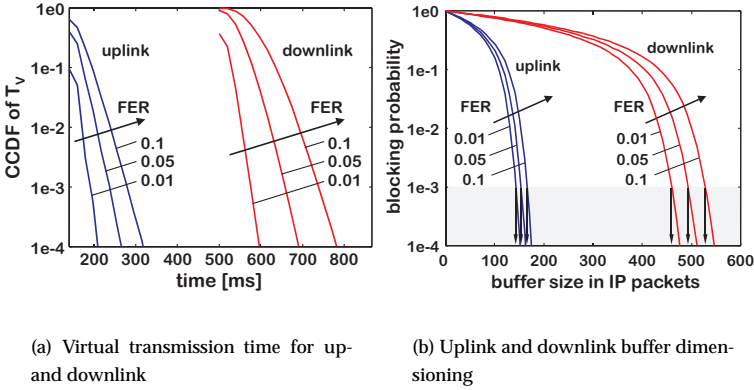 (a)
(b)
CCDF of T_V
1e0
1e-1
1e-2
1e-3
1e-4
200 300 400 500 600 700 800
time [ms]
uplink
downlink
FER
0.1
0.05
0.01
FER
0.1
0.05
0.01
blocking probability
1e0
1e-1
1e-2
1e-3
1e-4
0 100 200 300 400 500 600
buffer size in IP packets
uplink
downlink
FER
0.01
0.05
0.1
FER
0.01
0.05
0.1
(a) Virtual transmission time for up-
and downlink
(b) Uplink and downlink buffer dimen-
sioning